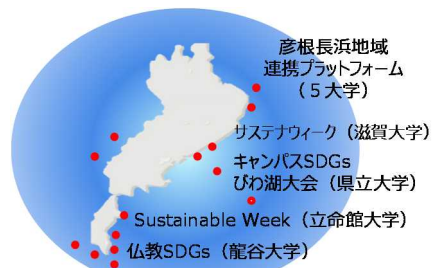 彦根長浜地域
連携プラットフォーム
（５大学）
サステナウィーク（滋賀大学）
キャンパスSDGs
びわ湖大会（県立大学）
Sustainable Week（立命館大学）
仏教SDGs（龍谷大学）